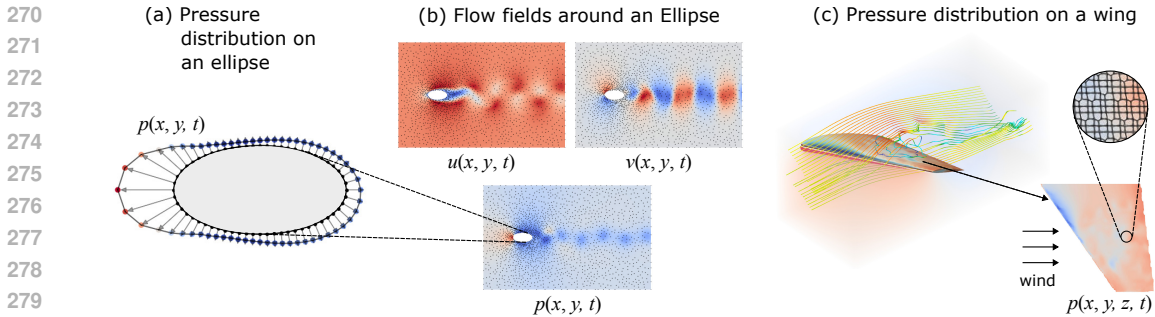 270
271
272
273
274
275
276
277
278
279
(a) Pressure
distribution on
an ellipse
p(x, y, t)
(b) Flow fields around an Ellipse
u(x, y, t)
v(x, y, t)
p(x, y, t)
(c) Pressure distribution on a wing
wind
p(x, y, z, t)